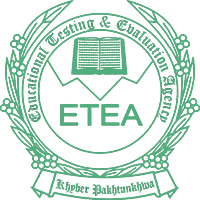 Educational Testing & Evaluation Agency
ETEA
Khyber Pakhtunkhwa